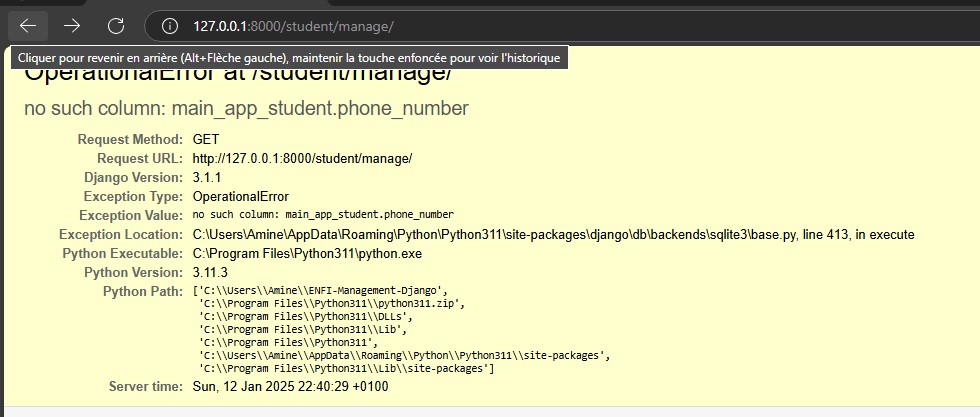 127.0.0.1:8000/student/manage/
Cliquer pour revenir en arrière (Alt+Flèche gauche), maintenir la touche enfoncée pour voir l'historique
OperationalError at /student/manage/
no such column: main_app_student.phone_number
Request Method: GET
Request URL: http://127.0.0.1:8000/student/manage/
Django Version: 3.1.1
Exception Type: OperationalError
Exception Value: no such column: main_app_student.phone_number
Exception Location: C:\Users\Amine\AppData\Roaming\Python\Python311\site-packages\django\db\backends\sqlite3\base.py, line 413, in execute
Python Executable: C:\Program Files\Python311\python.exe
Python Version: 3.11.3
Python Path: ['C:\\Users\\Amine\\ENFI-Management-Django',
'C:\\Program Files\\Python311\\python311.zip',
'C:\\Program Files\\Python311\\DLLs',
'C:\\Program Files\\Python311\\Lib',
'C:\\Program Files\\Python311',
'C:\\Users\\Amine\\AppData\\Roaming\\Python\\Python311\\site-packages',
'C:\\Program Files\\Python311\\Lib\\site-packages']
Server time: Sun, 12 Jan 2025 22:40:29 +0100